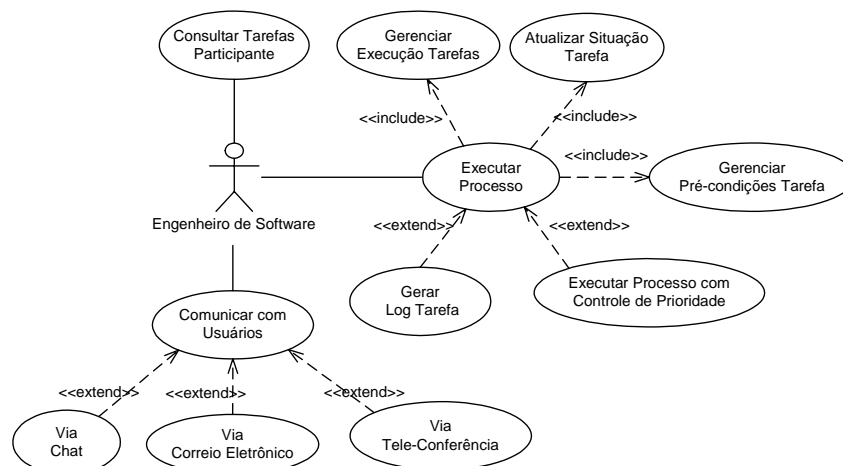 Consultar Tarefas
Participante
Gerenciar
Execução Tarefas
Atualizar Situação
Tarefa
<<include>>
<<include>>
<<include>>
Executar
Processo
Gerenciar
Pré-condições Tarefa
Engenheiro de Software
<<extend>>
<<extend>>
Gerar
Log Tarefa
Executar Processo com
Controle de Prioridade
Comunicar com
Usuários
<<extend>>
<<extend>>
<<extend>>
Via
Chat
Via
Correio Eletrônico
Via
Tele-Conferência